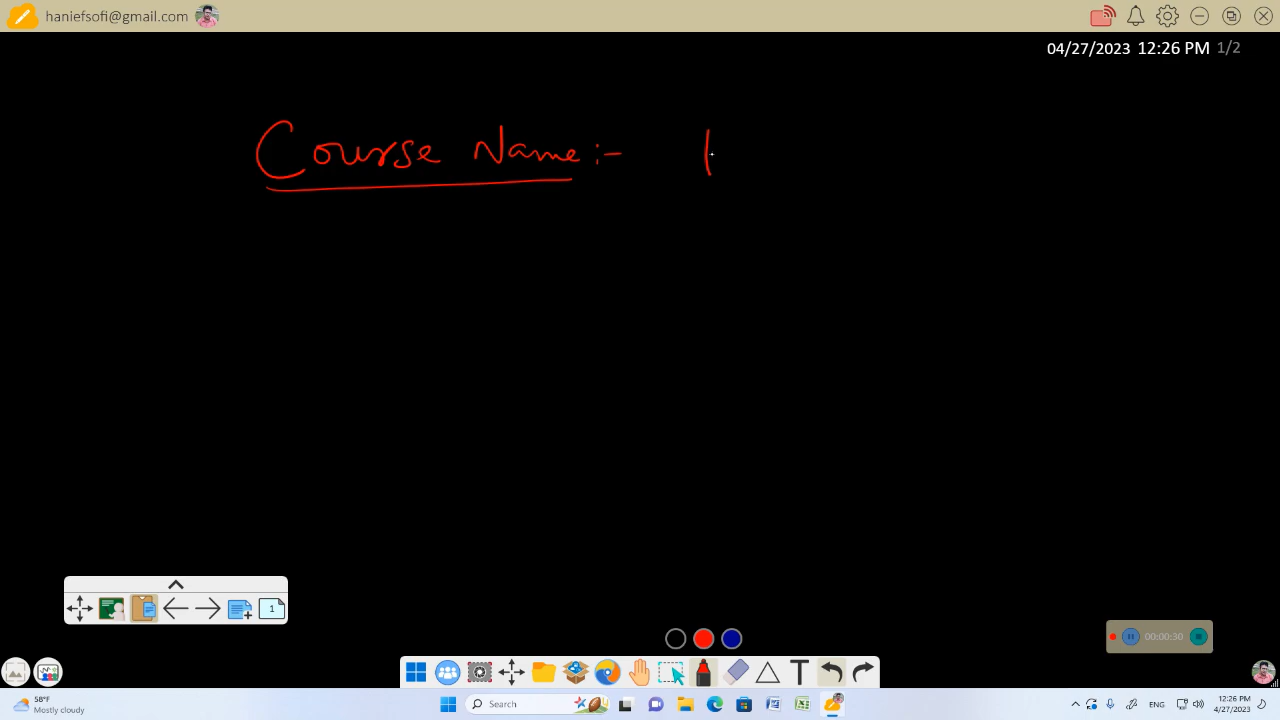 haniefsofi@gmail.com
04/27/2023 12:26 PM 1/2
Course Name:-
1
00:00:30
58°F
Mostly cloudy
Search
ENG
12:26 PM
4/27/2023